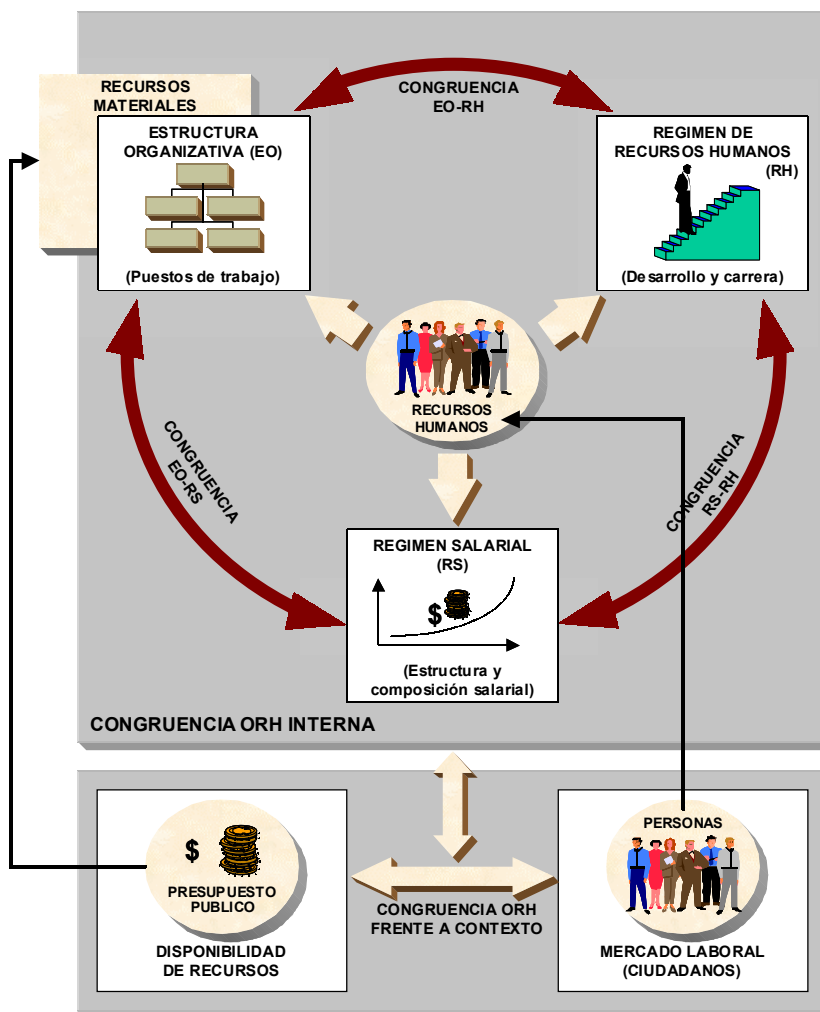 RECURSOS
MATERIALES
ESTRUCTURA
ORGANIZATIVA (EO)
(Puestos de trabajo)
CONGRUENCIA
EO-RH
REGIMEN DE
RECURSOS HUMANOS
(RH)
(Desarrollo y carrera)
RECURSOS
HUMANOS
CONGRUENCIA
EO-RS
CONGRUENCIA
RS-RH
REGIMEN SALARIAL
(RS)
$
(Estructura y
composición salarial)
CONGRUENCIA ORH INTERNA
$
PRESUPUESTO
PUBLICO
DISPONIBILIDAD
DE RECURSOS
CONGRUENCIA ORH
FRENTE A CONTEXTO
PERSONAS
MERCADO LABORAL
(CIUDADANOS)